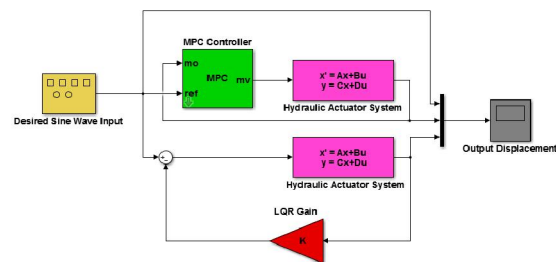 MPC Controller
mo
MPC
mv
ref
x' = Ax+Bu
y = Cx+Du
Hydraulic Actuator System
Desired Sine Wave Input
Output Displacement
x' = Ax+Bu
y = Cx+Du
Hydraulic Actuator System
LQR Gain
K